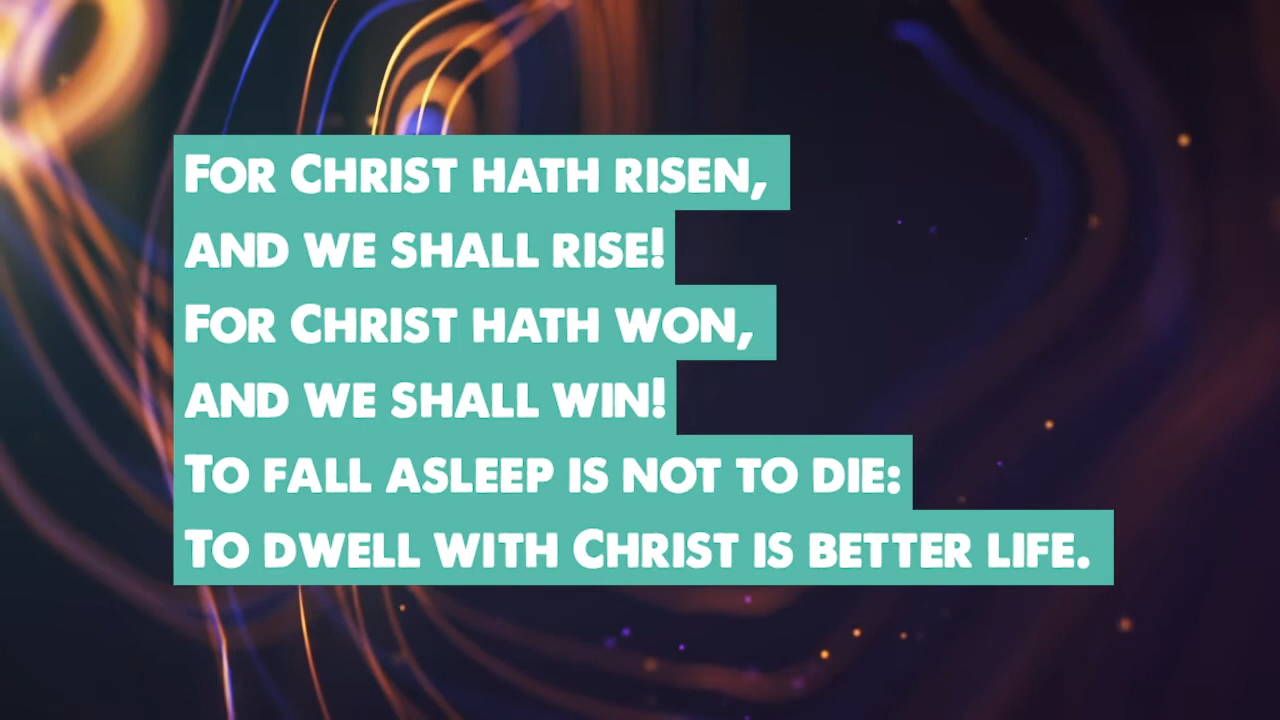 For Christ hath risen,
and we shall rise!
For Christ hath won,
and we shall win!
To fall asleep is not to die:
To dwell with Christ is better life.